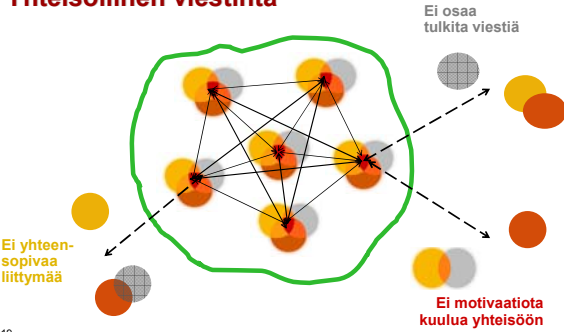 Yhteisöllinen viestintä
Ei osaa
tulkita viestiä
Ei yhteen-
sopivaa
liittymää
Ei motivaatiota
kuulua yhteisöön